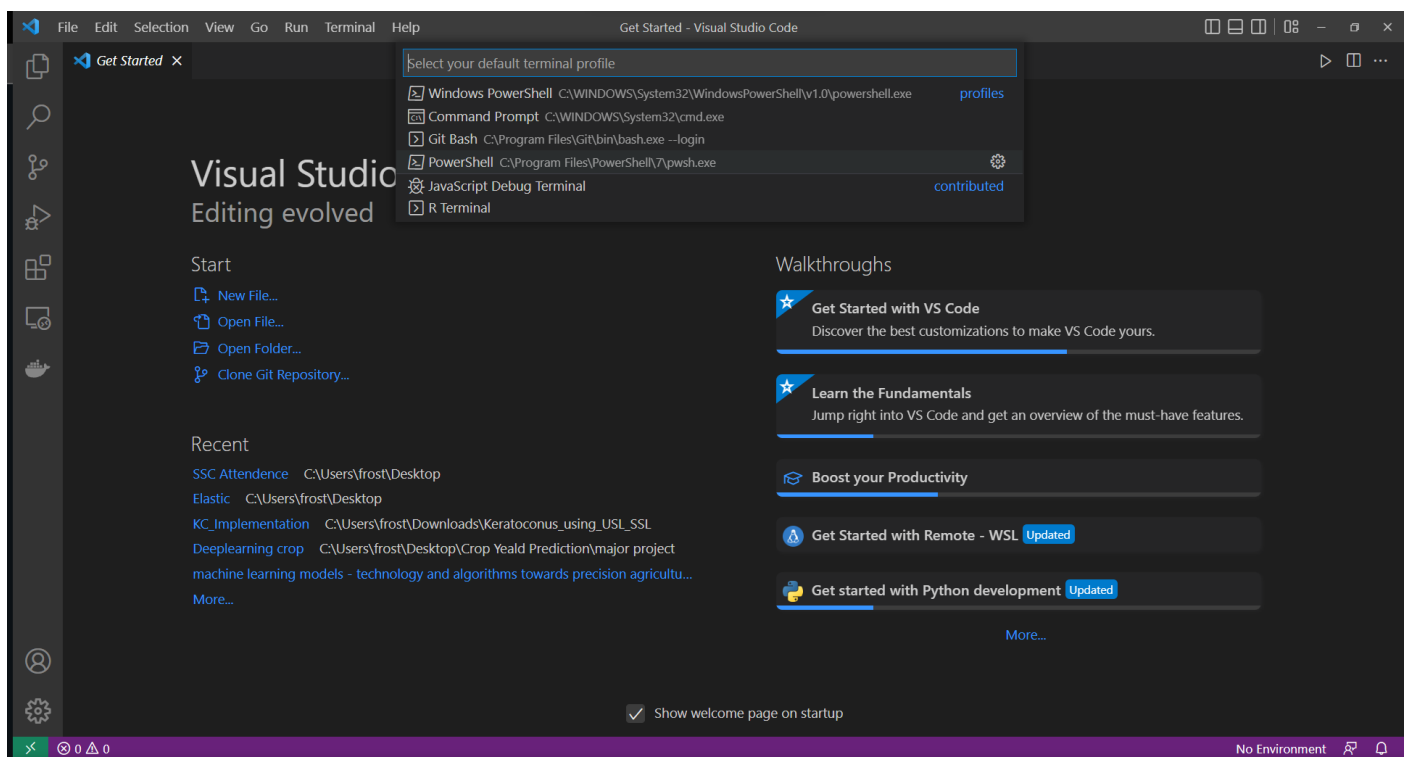 File Edit Selection View Go Run Terminal Help
Get Started - Visual Studio Code
Get Started
Select your default terminal profile
Windows PowerShell C:\WINDOWS\System32\WindowsPowerShell\v1.0\powershell.exe profiles
Command Prompt C:\WINDOWS\System32\cmd.exe
Git Bash C:\Program Files\Git\bin\bash.exe --login
PowerShell C:\Program Files\PowerShell\7\pwsh.exe
JavaScript Debug Terminal contributed
R Terminal
Visual Studio
Editing evolved
Start
New File...
Open File...
Open Folder...
Clone Git Repository...
Recent
SSC Attendence C:\Users\frost\Desktop
Elastic C:\Users\frost\Desktop
KC_Implementation C:\Users\frost\Downloads\Keratoconus_using_USL_SSL
Deeplearning crop C:\Users\frost\Desktop\Crop Yeald Prediction\major project
machine learning models - technology and algorithms towards precision agricultu...
More...
Walkthroughs
Get Started with VS Code
Discover the best customizations to make VS Code yours.
Learn the Fundamentals
Jump right into VS Code and get an overview of the must-have features.
Boost your Productivity
Get Started with Remote - WSL Updated
Get started with Python development Updated
More...
Show welcome page on startup
0 0
No Environment